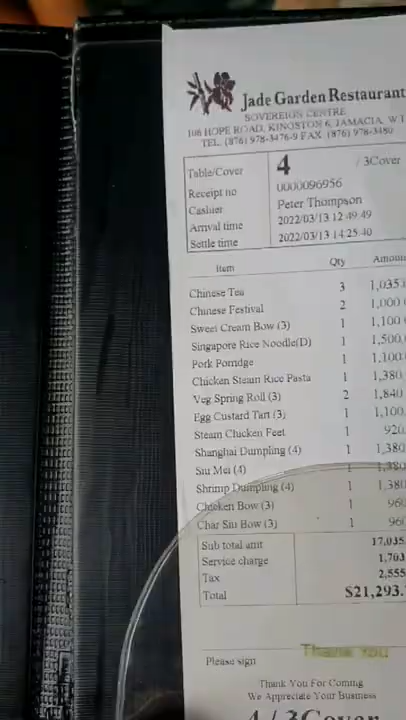 Jade Garden Restaurant
SOVEREIGN CENTRE
106 HOPE ROAD, KINGSTON 6, JAMACIA, W I
TEL. (876) 978-3476-9 FAX. (876) 978-3480
Table/Cover 4 / 3Cover
Receipt no 0000096956
Cashier Peter Thompson
Arrival time 2022/03/13 12:49:49
Settle time 2022/03/13 14:25:40
Item Qty Amoun
Chinese Tea 3 1,035.
Chinese Festival 2 1,000
Sweet Cream Bow (3) 1 1,100
Singapore Rice Noodle(D) 1 1,500.
Pork Porridge 1 1,100.
Chicken Steam Rice Pasta 1 1,380
Veg Spring Roll (3) 2 1,840
Egg Custard Tart (3) 1 1,100.
Steam Chicken Feet 1 920
Shanghai Dumpling (4) 1 1,380
Siu Mei (4) 1 1,380
Shrimp Dumpling (4) 1 1,380
Chicken Bow (3) 1 960
Char Siu Bow (3) 1 960
Sub total amt 17,035
Service charge 1,703
Tax 2,555
Total $21,293.
Thank You
Please sign
Thank You For Coming
We Appreciate Your Business
4 / 3Cover